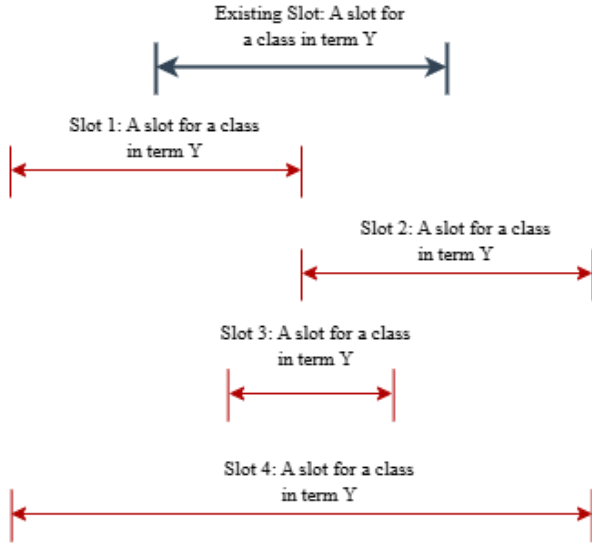 Existing Slot: A slot for
a class in term Y
Slot 1: A slot for a class
in term Y
Slot 2: A slot for a class
in term Y
Slot 3: A slot for a class
in term Y
Slot 4: A slot for a class
in term Y